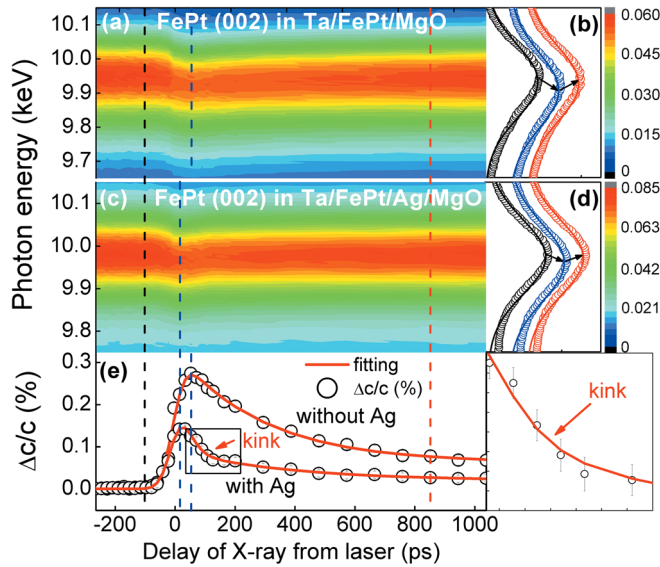 (a) FePt (002) in Ta/FePt/MgO
(b)
(c) FePt (002) in Ta/FePt/Ag/MgO
(d)
(e)
Photon energy (keV)
10.1
10.0
9.9
9.8
9.7
10.1
10.0
9.9
9.8
0.060
0.045
0.030
0.015
0
0.085
0.064
0.042
0.021
0
Δc/c (%)
0.3
0.2
0.1
0.0
fitting
Δc/c (%)
without Ag
kink
with Ag
kink
-200 0 200 400 600 800 1000
Delay of X-ray from laser (ps)